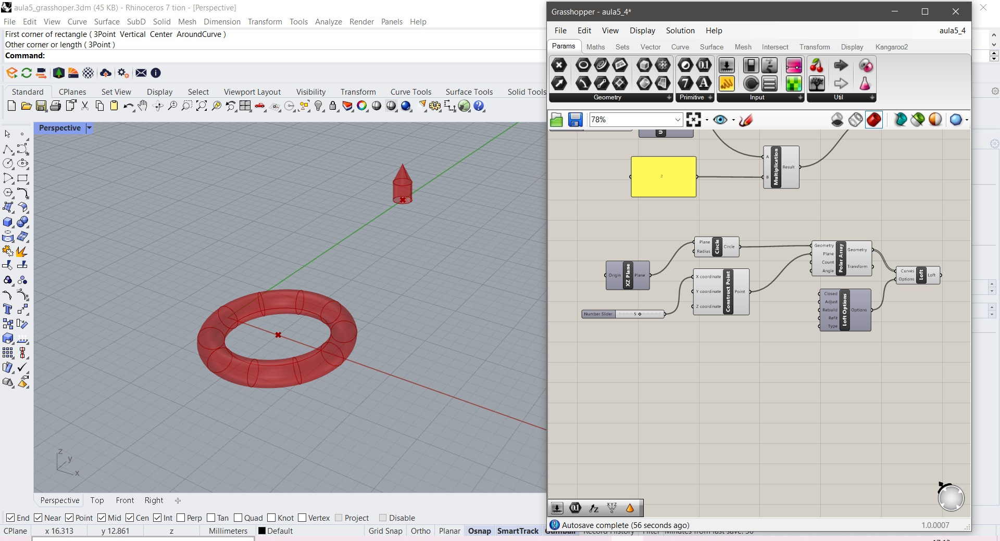 aula5_grasshoper.3dm (45 KB) - Rhinoceros 7 tion - [Perspective]
File Edit View Curve Surface SubD Solid Mesh Dimension Transform Tools Analyze Render Panels Help
First corner of rectangle ( 3Point Vertical Center AroundCurve )
Other corner or length ( 3Point )
Command:
Standard CPlanes Set View Display Select Viewport Layout Visibility Transform Curve Tools Surface Tools Solid Tools
Perspective
z
y
x
Perspective Top Front Right
End Near Point Mid Cen Int Perp Tan Quad Knot Vertex Project Disable
CPlane x 16.313 y 12.861 z Millimeters Default Grid Snap Ortho Planar Osnap SmartTrack Gumball Record History Filter Minutes from last save: 30
Grasshopper - aula5_4*
File Edit View Display Solution Help aula5_4
Params Maths Sets Vector Curve Surface Mesh Intersect Transform Display Kangaroo2
Geometry Primitive Input Util
78%
U
2
A
B
Multiplication
Result
Plane
Radius
Circle
Circle
Origin
XZ Plane
Plane
X coordinate
Y coordinate
Z coordinate
Construct Point
Point
Number Slider 5
Geometry
Plane
Count
Angle
Polar Array
Geometry
Transform
Curves
Options
Loft
Loft
Closed
Adjust
Rebuild
Refit
Type
Loft Options
Options
Autosave complete (56 seconds ago) 1.0.0007